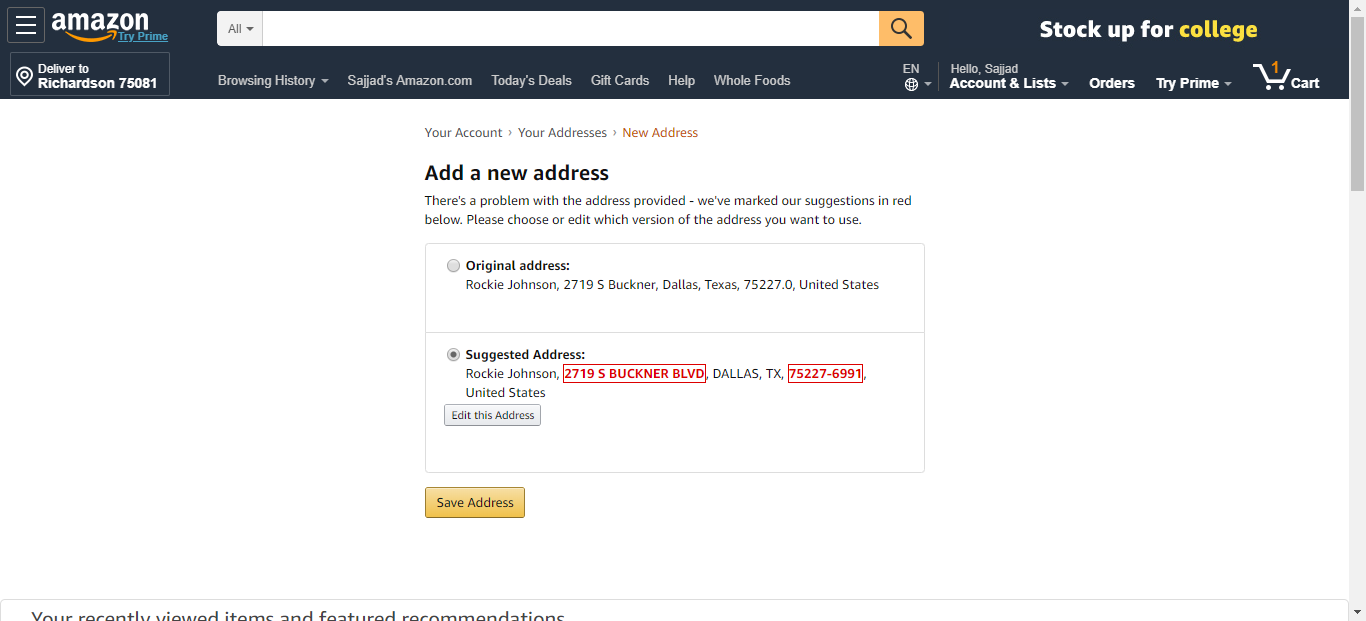 amazon
Try Prime
All
Stock up for college
Deliver to
Richardson 75081
Browsing History
Sajjad's Amazon.com
Today's Deals
Gift Cards
Help
Whole Foods
EN
Hello, Sajjad
Account & Lists
Orders
Try Prime
1
Cart
Your Account › Your Addresses › New Address
Add a new address
There's a problem with the address provided - we've marked our suggestions in red
below. Please choose or edit which version of the address you want to use.
Original address:
Rockie Johnson, 2719 S Buckner, Dallas, Texas, 75227.0, United States
Suggested Address:
Rockie Johnson, 2719 S BUCKNER BLVD, DALLAS, TX, 75227-6991,
United States
Edit this Address
Save Address
Your recently viewed items and featured recommendations